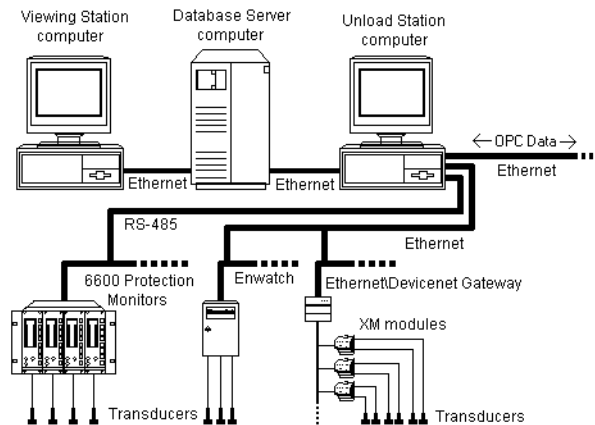 Viewing Station
computer
Database Server
computer
Unload Station
computer
← OPC Data →
Ethernet
Ethernet
Ethernet
RS-485
Ethernet
6600 Protection
Monitors
Enwatch
Ethernet\Devicenet Gateway
XM modules
Transducers
Transducers